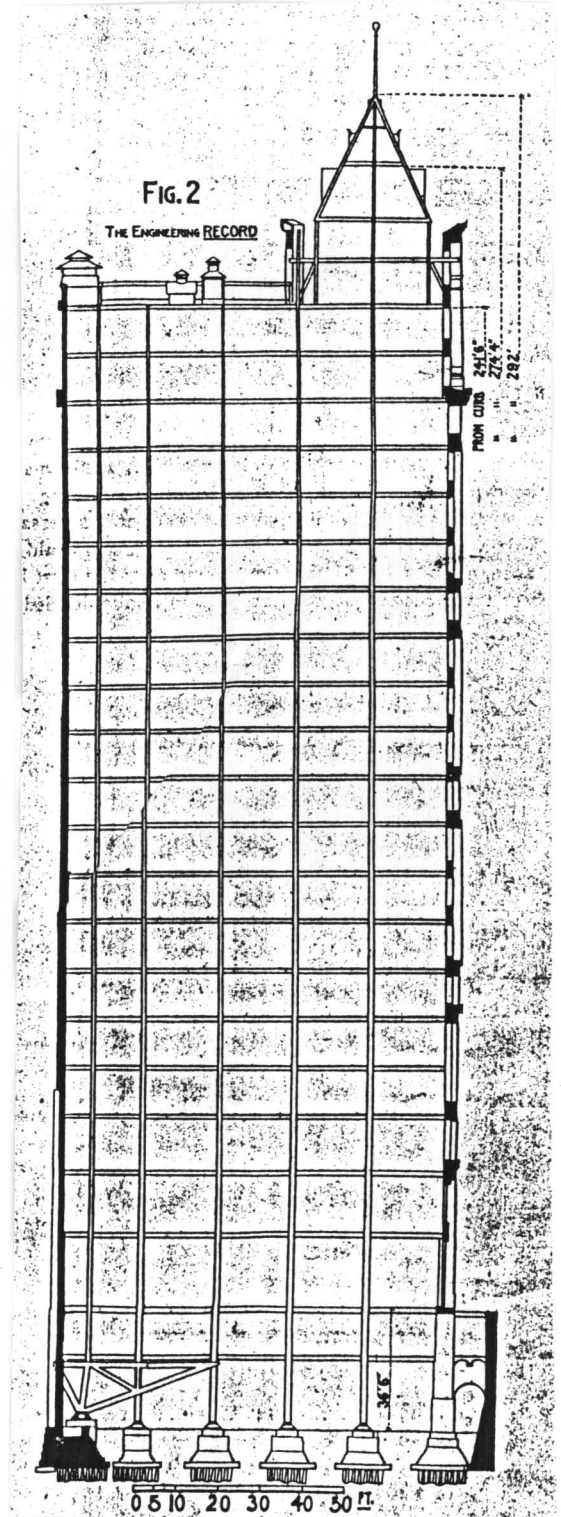 FIG. 2
THE ENGINEERING RECORD
FROM CURB 241'6"
" " 274'4"
" " 292'
36'6"
0 5 10 20 30 40 50 FT.